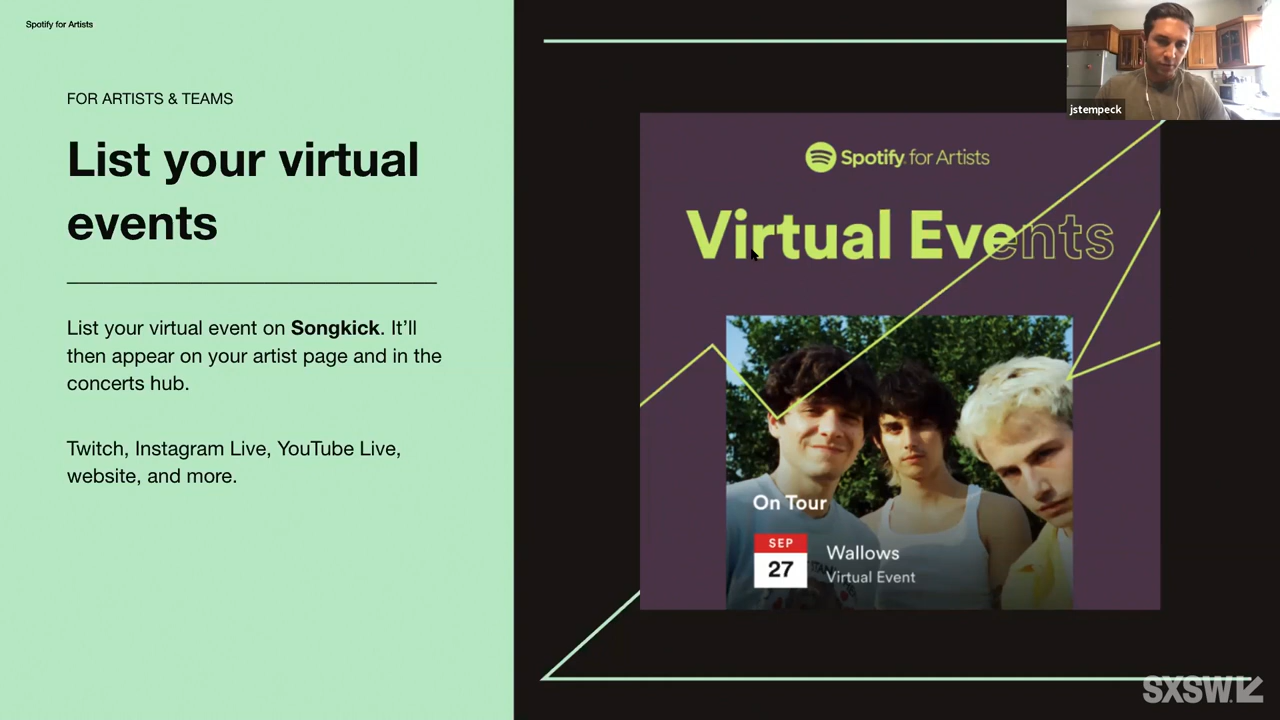 Spotify for Artists
FOR ARTISTS & TEAMS
List your virtual
events
List your virtual event on Songkick. It’ll
then appear on your artist page and in the
concerts hub.
Twitch, Instagram Live, YouTube Live,
website, and more.
jstempeck
Spotify for Artists
Virtual Events
On Tour
SEP
27
Wallows
Virtual Event
SXSW